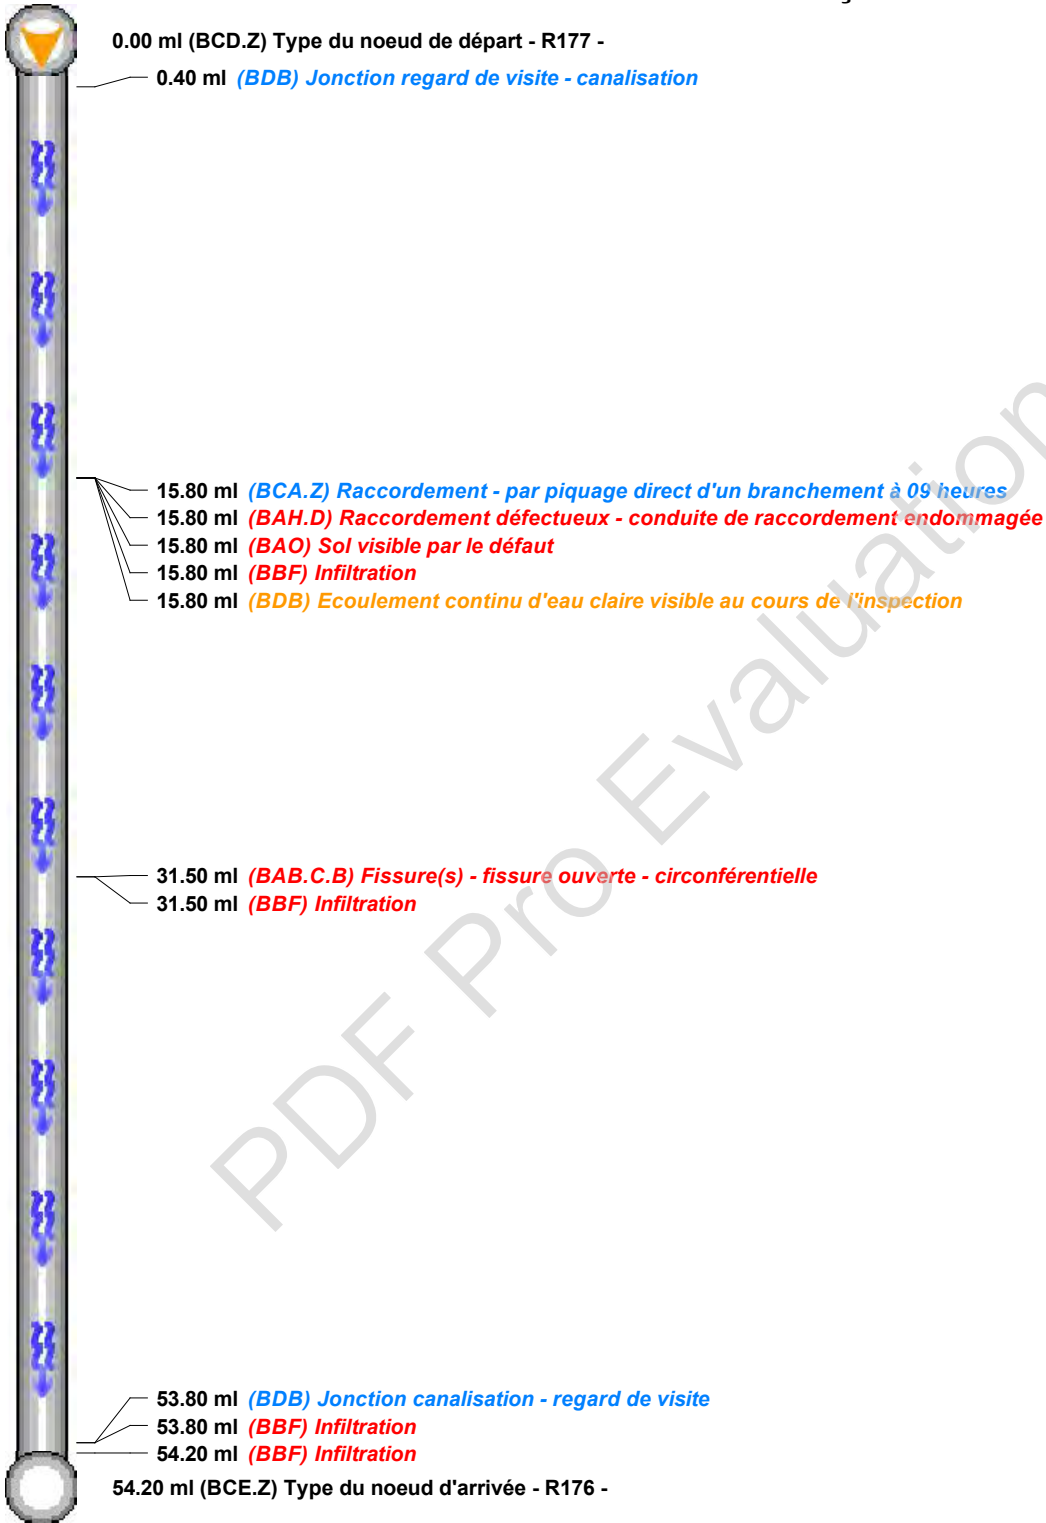 0.00 ml (BCD.Z) Type du noeud de départ - R177 -
0.40 ml (BDB) Jonction regard de visite - canalisation
15.80 ml (BCA.Z) Raccordement - par piquage direct d'un branchement à 09 heures
15.80 ml (BAH.D) Raccordement défectueux - conduite de raccordement endommagée
15.80 ml (BAO) Sol visible par le défaut
15.80 ml (BBF) Infiltration
15.80 ml (BDB) Ecoulement continu d'eau claire visible au cours de l'inspection
31.50 ml (BAB.C.B) Fissure(s) - fissure ouverte - circonférentielle
31.50 ml (BBF) Infiltration
53.80 ml (BDB) Jonction canalisation - regard de visite
53.80 ml (BBF) Infiltration
54.20 ml (BBF) Infiltration
54.20 ml (BCE.Z) Type du noeud d'arrivée - R176 -
PDF Pro Evaluation